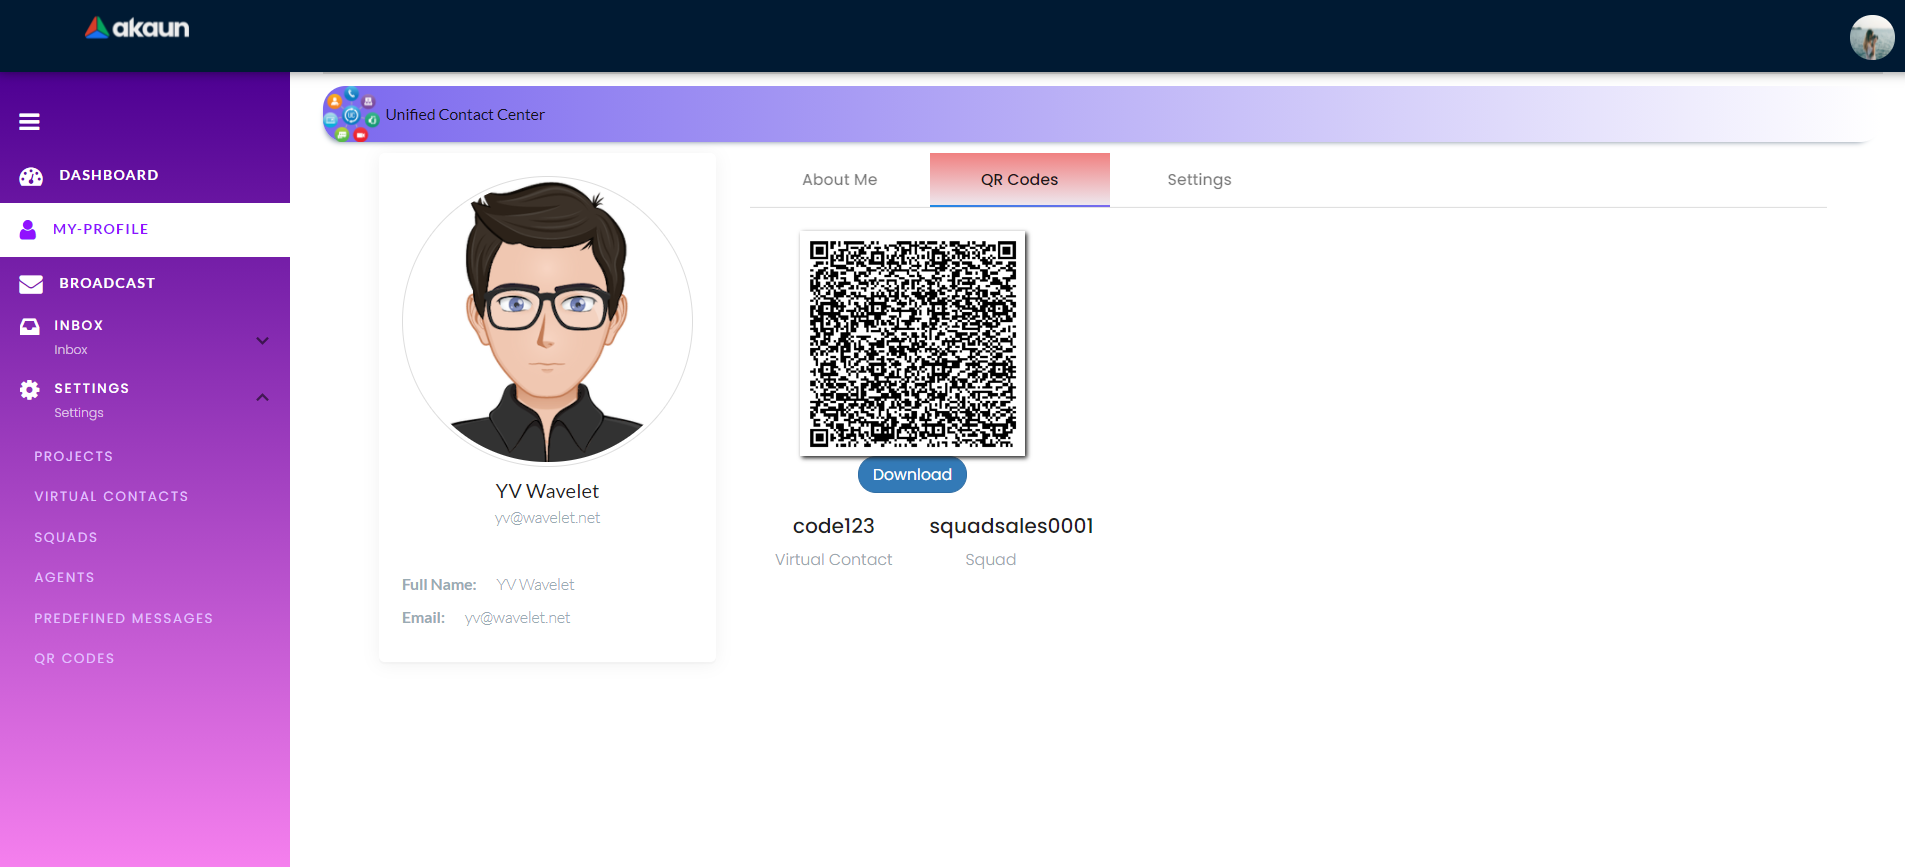 akaun
Unified Contact Center
DASHBOARD
MY-PROFILE
BROADCAST
INBOX
Inbox
SETTINGS
Settings
PROJECTS
VIRTUAL CONTACTS
SQUADS
AGENTS
PREDEFINED MESSAGES
QR CODES
YV Wavelet
yv@wavelet.net
Full Name: YV Wavelet
Email: yv@wavelet.net
About Me QR Codes Settings
Download
code123 squadsales0001
Virtual Contact Squad